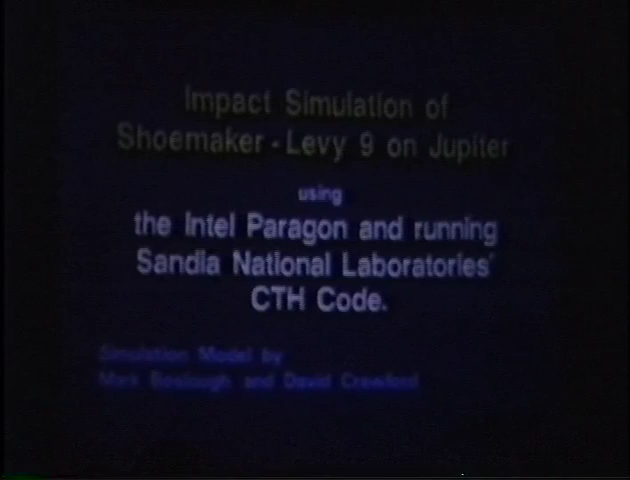 Impact Simulation of
Shoemaker - Levy 9 on Jupiter
using
the Intel Paragon and running
Sandia National Laboratories'
CTH Code.
Simulation Model by
Mark Boslough and David Crawford